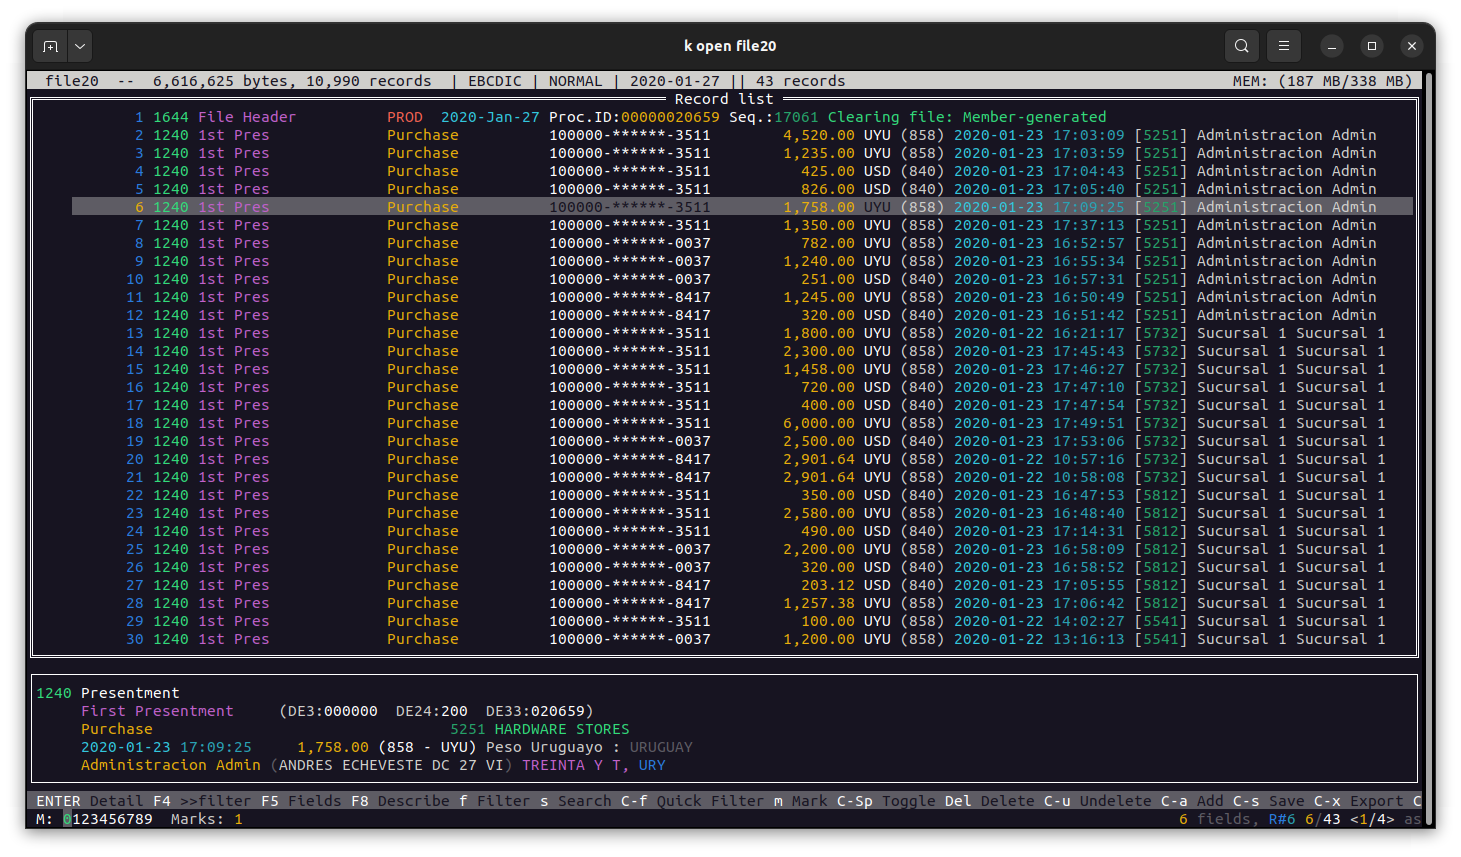 k open file20
file20  --  6,616,625 bytes, 10,990 records  | EBCDIC | NORMAL | 2020-01-27 || 43 records MEM: (187 MB/338 MB)
Record list
1 1644 File Header PROD 2020-Jan-27 Proc.ID:00000020659 Seq.:17061 Clearing file: Member-generated
2 1240 1st Pres Purchase 100000-******-3511 4,520.00 UYU (858) 2020-01-23 17:03:09 [5251] Administracion Admin
3 1240 1st Pres Purchase 100000-******-3511 1,235.00 UYU (858) 2020-01-23 17:03:59 [5251] Administracion Admin
4 1240 1st Pres Purchase 100000-******-3511 425.00 USD (840) 2020-01-23 17:04:43 [5251] Administracion Admin
5 1240 1st Pres Purchase 100000-******-3511 826.00 USD (840) 2020-01-23 17:05:40 [5251] Administracion Admin
6 1240 1st Pres Purchase 100000-******-3511 1,758.00 UYU (858) 2020-01-23 17:09:25 [5251] Administracion Admin
7 1240 1st Pres Purchase 100000-******-3511 1,350.00 UYU (858) 2020-01-23 17:37:13 [5251] Administracion Admin
8 1240 1st Pres Purchase 100000-******-0037 782.00 UYU (858) 2020-01-23 16:52:57 [5251] Administracion Admin
9 1240 1st Pres Purchase 100000-******-0037 1,240.00 UYU (858) 2020-01-23 16:55:34 [5251] Administracion Admin
10 1240 1st Pres Purchase 100000-******-0037 251.00 USD (840) 2020-01-23 16:57:31 [5251] Administracion Admin
11 1240 1st Pres Purchase 100000-******-8417 1,245.00 UYU (858) 2020-01-23 16:50:49 [5251] Administracion Admin
12 1240 1st Pres Purchase 100000-******-8417 320.00 USD (840) 2020-01-23 16:51:42 [5251] Administracion Admin
13 1240 1st Pres Purchase 100000-******-3511 1,800.00 UYU (858) 2020-01-22 16:21:17 [5732] Sucursal 1 Sucursal 1
14 1240 1st Pres Purchase 100000-******-3511 2,300.00 UYU (858) 2020-01-23 17:45:43 [5732] Sucursal 1 Sucursal 1
15 1240 1st Pres Purchase 100000-******-3511 1,458.00 UYU (858) 2020-01-23 17:46:27 [5732] Sucursal 1 Sucursal 1
16 1240 1st Pres Purchase 100000-******-3511 720.00 USD (840) 2020-01-23 17:47:10 [5732] Sucursal 1 Sucursal 1
17 1240 1st Pres Purchase 100000-******-3511 400.00 USD (840) 2020-01-23 17:47:54 [5732] Sucursal 1 Sucursal 1
18 1240 1st Pres Purchase 100000-******-3511 6,000.00 UYU (858) 2020-01-23 17:49:51 [5732] Sucursal 1 Sucursal 1
19 1240 1st Pres Purchase 100000-******-0037 2,500.00 USD (840) 2020-01-23 17:53:06 [5732] Sucursal 1 Sucursal 1
20 1240 1st Pres Purchase 100000-******-8417 2,901.64 UYU (858) 2020-01-22 10:57:16 [5732] Sucursal 1 Sucursal 1
21 1240 1st Pres Purchase 100000-******-8417 2,901.64 UYU (858) 2020-01-22 10:58:08 [5732] Sucursal 1 Sucursal 1
22 1240 1st Pres Purchase 100000-******-3511 350.00 USD (840) 2020-01-23 16:47:53 [5812] Sucursal 1 Sucursal 1
23 1240 1st Pres Purchase 100000-******-3511 2,580.00 UYU (858) 2020-01-23 16:48:40 [5812] Sucursal 1 Sucursal 1
24 1240 1st Pres Purchase 100000-******-3511 490.00 USD (840) 2020-01-23 17:14:31 [5812] Sucursal 1 Sucursal 1
25 1240 1st Pres Purchase 100000-******-0037 2,200.00 UYU (858) 2020-01-23 16:58:09 [5812] Sucursal 1 Sucursal 1
26 1240 1st Pres Purchase 100000-******-0037 320.00 USD (840) 2020-01-23 16:58:52 [5812] Sucursal 1 Sucursal 1
27 1240 1st Pres Purchase 100000-******-8417 203.12 USD (840) 2020-01-23 17:05:55 [5812] Sucursal 1 Sucursal 1
28 1240 1st Pres Purchase 100000-******-8417 1,257.38 UYU (858) 2020-01-23 17:06:42 [5812] Sucursal 1 Sucursal 1
29 1240 1st Pres Purchase 100000-******-3511 100.00 UYU (858) 2020-01-22 14:02:27 [5541] Sucursal 1 Sucursal 1
30 1240 1st Pres Purchase 100000-******-0037 1,200.00 UYU (858) 2020-01-22 13:16:13 [5541] Sucursal 1 Sucursal 1
1240 Presentment
First Presentment (DE3:000000 DE24:200 DE33:020659)
Purchase 5251 HARDWARE STORES
2020-01-23 17:09:25 1,758.00 (858 - UYU) Peso Uruguayo : URUGUAY
Administracion Admin (ANDRES ECHEVESTE DC 27 VI) TREINTA Y T, URY
ENTER Detail F4 >>filter F5 Fields F8 Describe f Filter s Search C-f Quick Filter m Mark C-Sp Toggle Del Delete C-u Undelete C-a Add C-s Save C-x Export C
M: 0123456789 Marks: 1 6 fields, R#6 6/43 <1/4> as